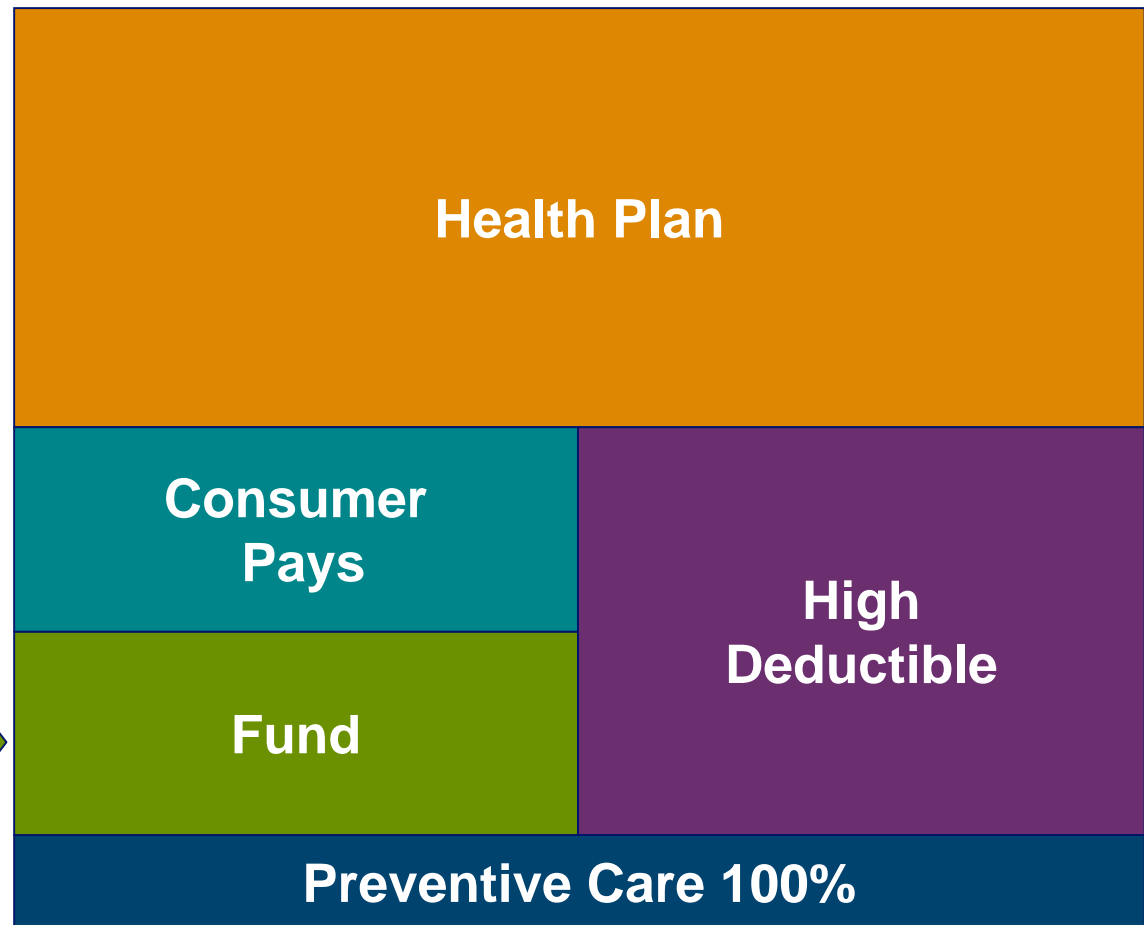 Health Plan
Consumer
Pays
High
Deductible
Fund
Preventive Care 100%